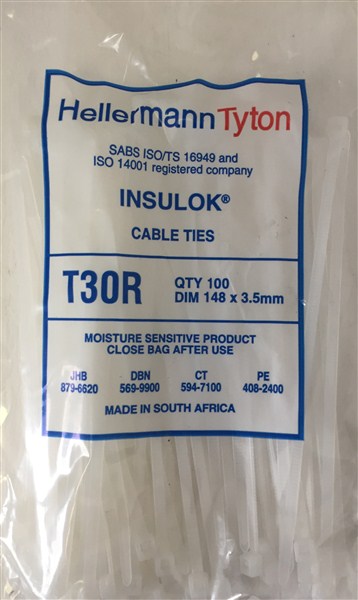 HellermannTyton
SABS ISO/TS 16949 and
ISO 14001 registered company
INSULOK®
CABLE TIES
T30R
QTY 100
DIM 148 x 3.5mm
MOISTURE SENSITIVE PRODUCT
CLOSE BAG AFTER USE
JHB DBN CT PE
879-6620 569-9900 594-7100 408-2400
MADE IN SOUTH AFRICA